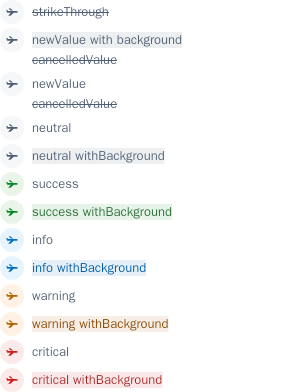 strikeThrough
newValue with background
cancelledValue
newValue
cancelledValue
neutral
neutral withBackground
success
success withBackground
info
info withBackground
warning
warning withBackground
critical
critical withBackground